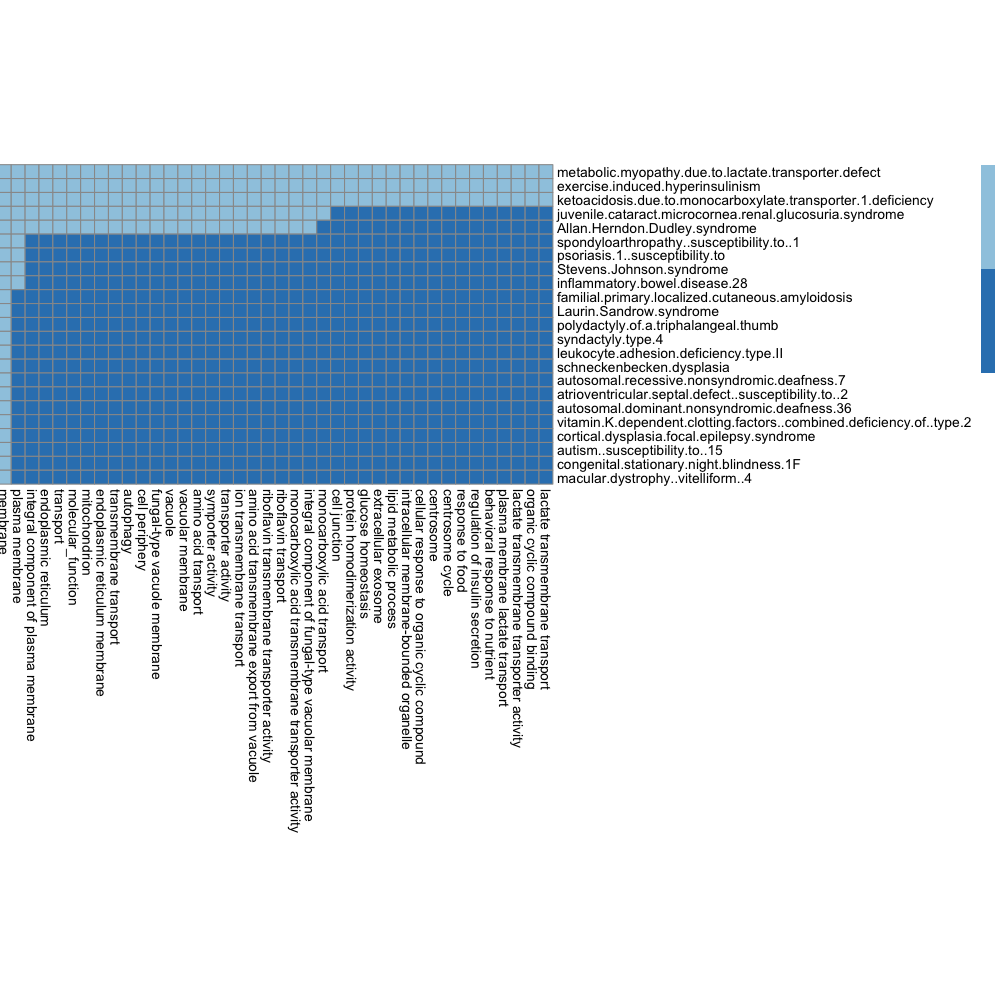 metabolic.myopathy.due.to.lactate.transporter.defect
exercise.induced.hyperinsulinism
ketoacidosis.due.to.monocarboxylate.transporter.1.deficiency
juvenile.cataract.microcornea.renal.glucosuria.syndrome
Allan.Herndon.Dudley.syndrome
spondyloarthropathy..susceptibility.to..1
psoriasis.1..susceptibility.to
Stevens.Johnson.syndrome
inflammatory.bowel.disease.28
familial.primary.localized.cutaneous.amyloidosis
Laurin.Sandrow.syndrome
polydactyly.of.a.triphalangeal.thumb
syndactyly.type.4
leukocyte.adhesion.deficiency.type.II
schneckenbecken.dysplasia
autosomal.recessive.nonsyndromic.deafness.7
atrioventricular.septal.defect..susceptibility.to..2
autosomal.dominant.nonsyndromic.deafness.36
vitamin.K.dependent.clotting.factors..combined.deficiency.of..type.2
cortical.dysplasia.focal.epilepsy.syndrome
autism..susceptibility.to..15
congenital.stationary.night.blindness.1F
macular.dystrophy..vitelliform..4
membrane
plasma membrane
integral component of plasma membrane
endoplasmic reticulum
transport
molecular_function
mitochondrion
endoplasmic reticulum membrane
transmembrane transport
autophagy
cell periphery
fungal-type vacuole membrane
vacuole
vacuolar membrane
amino acid transport
symporter activity
transporter activity
ion transmembrane transport
amino acid transmembrane export from vacuole
riboflavin transmembrane transporter activity
riboflavin transport
monocarboxylic acid transmembrane transporter activity
integral component of fungal-type vacuolar membrane
monocarboxylic acid transport
cell junction
protein homodimerization activity
glucose homeostasis
extracellular exosome
lipid metabolic process
intracellular membrane-bounded organelle
cellular response to organic cyclic compound
centrosome
centrosome cycle
response to food
regulation of insulin secretion
behavioral response to nutrient
plasma membrane lactate transport
lactate transmembrane transporter activity
organic cyclic compound binding
lactate transmembrane transport